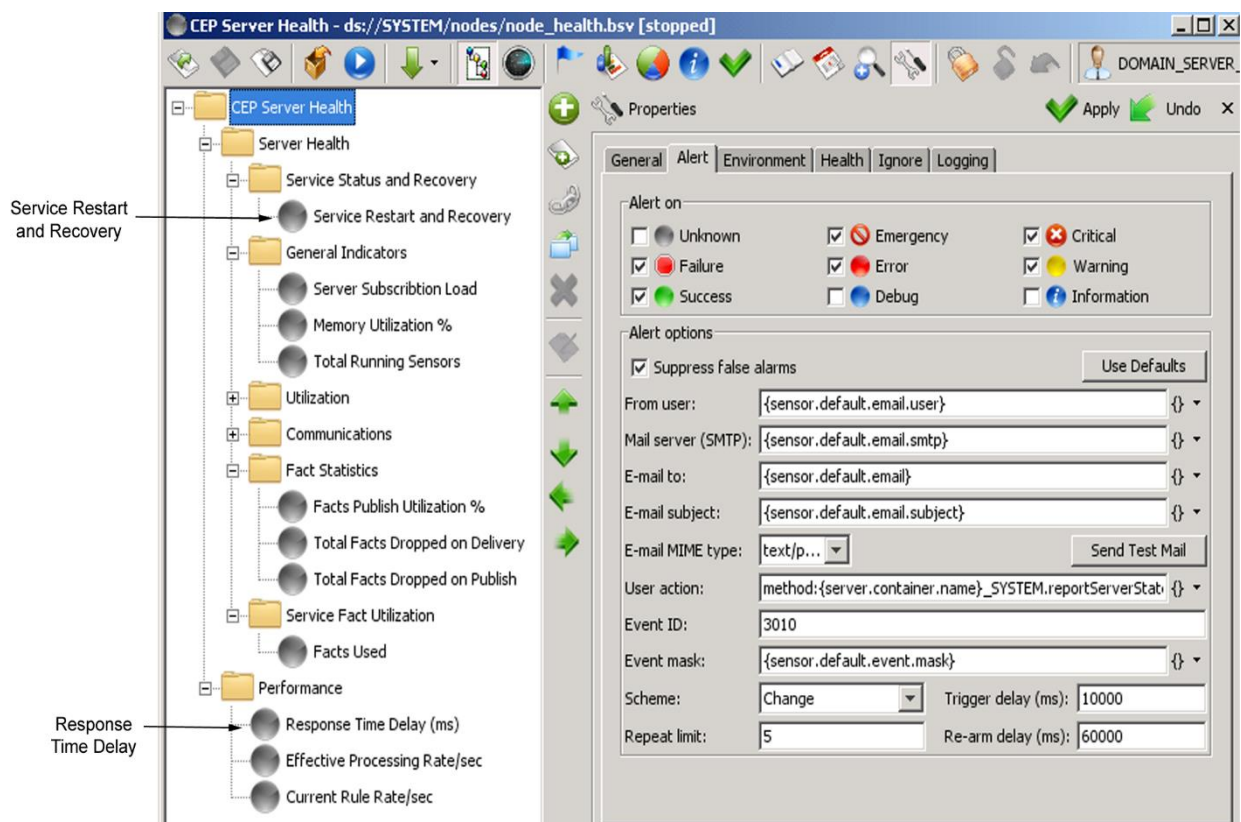 CEP Server Health - ds://SYSTEM/nodes/node_health.bsv [stopped]
DOMAIN_SERVER_
CEP Server Health
Server Health
Service Status and Recovery
Service Restart and Recovery
General Indicators
Server Subscribtion Load
Memory Utilization %
Total Running Sensors
Utilization
Communications
Fact Statistics
Facts Publish Utilization %
Total Facts Dropped on Delivery
Total Facts Dropped on Publish
Service Fact Utilization
Facts Used
Performance
Response Time Delay (ms)
Effective Processing Rate/sec
Current Rule Rate/sec
Service Restart
and Recovery
Response
Time Delay
Properties
Apply
Undo
General
Alert
Environment
Health
Ignore
Logging
Alert on
Unknown
Emergency
Critical
Failure
Error
Warning
Success
Debug
Information
Alert options
Suppress false alarms
Use Defaults
From user: {sensor.default.email.user} {}
Mail server (SMTP): {sensor.default.email.smtp} {}
E-mail to: {sensor.default.email} {}
E-mail subject: {sensor.default.email.subject} {}
E-mail MIME type: text/p...
Send Test Mail
User action: method:{server.container.name}_SYSTEM.reportServerStat {}
Event ID: 3010
Event mask: {sensor.default.event.mask} {}
Scheme: Change
Trigger delay (ms): 10000
Repeat limit: 5
Re-arm delay (ms): 60000